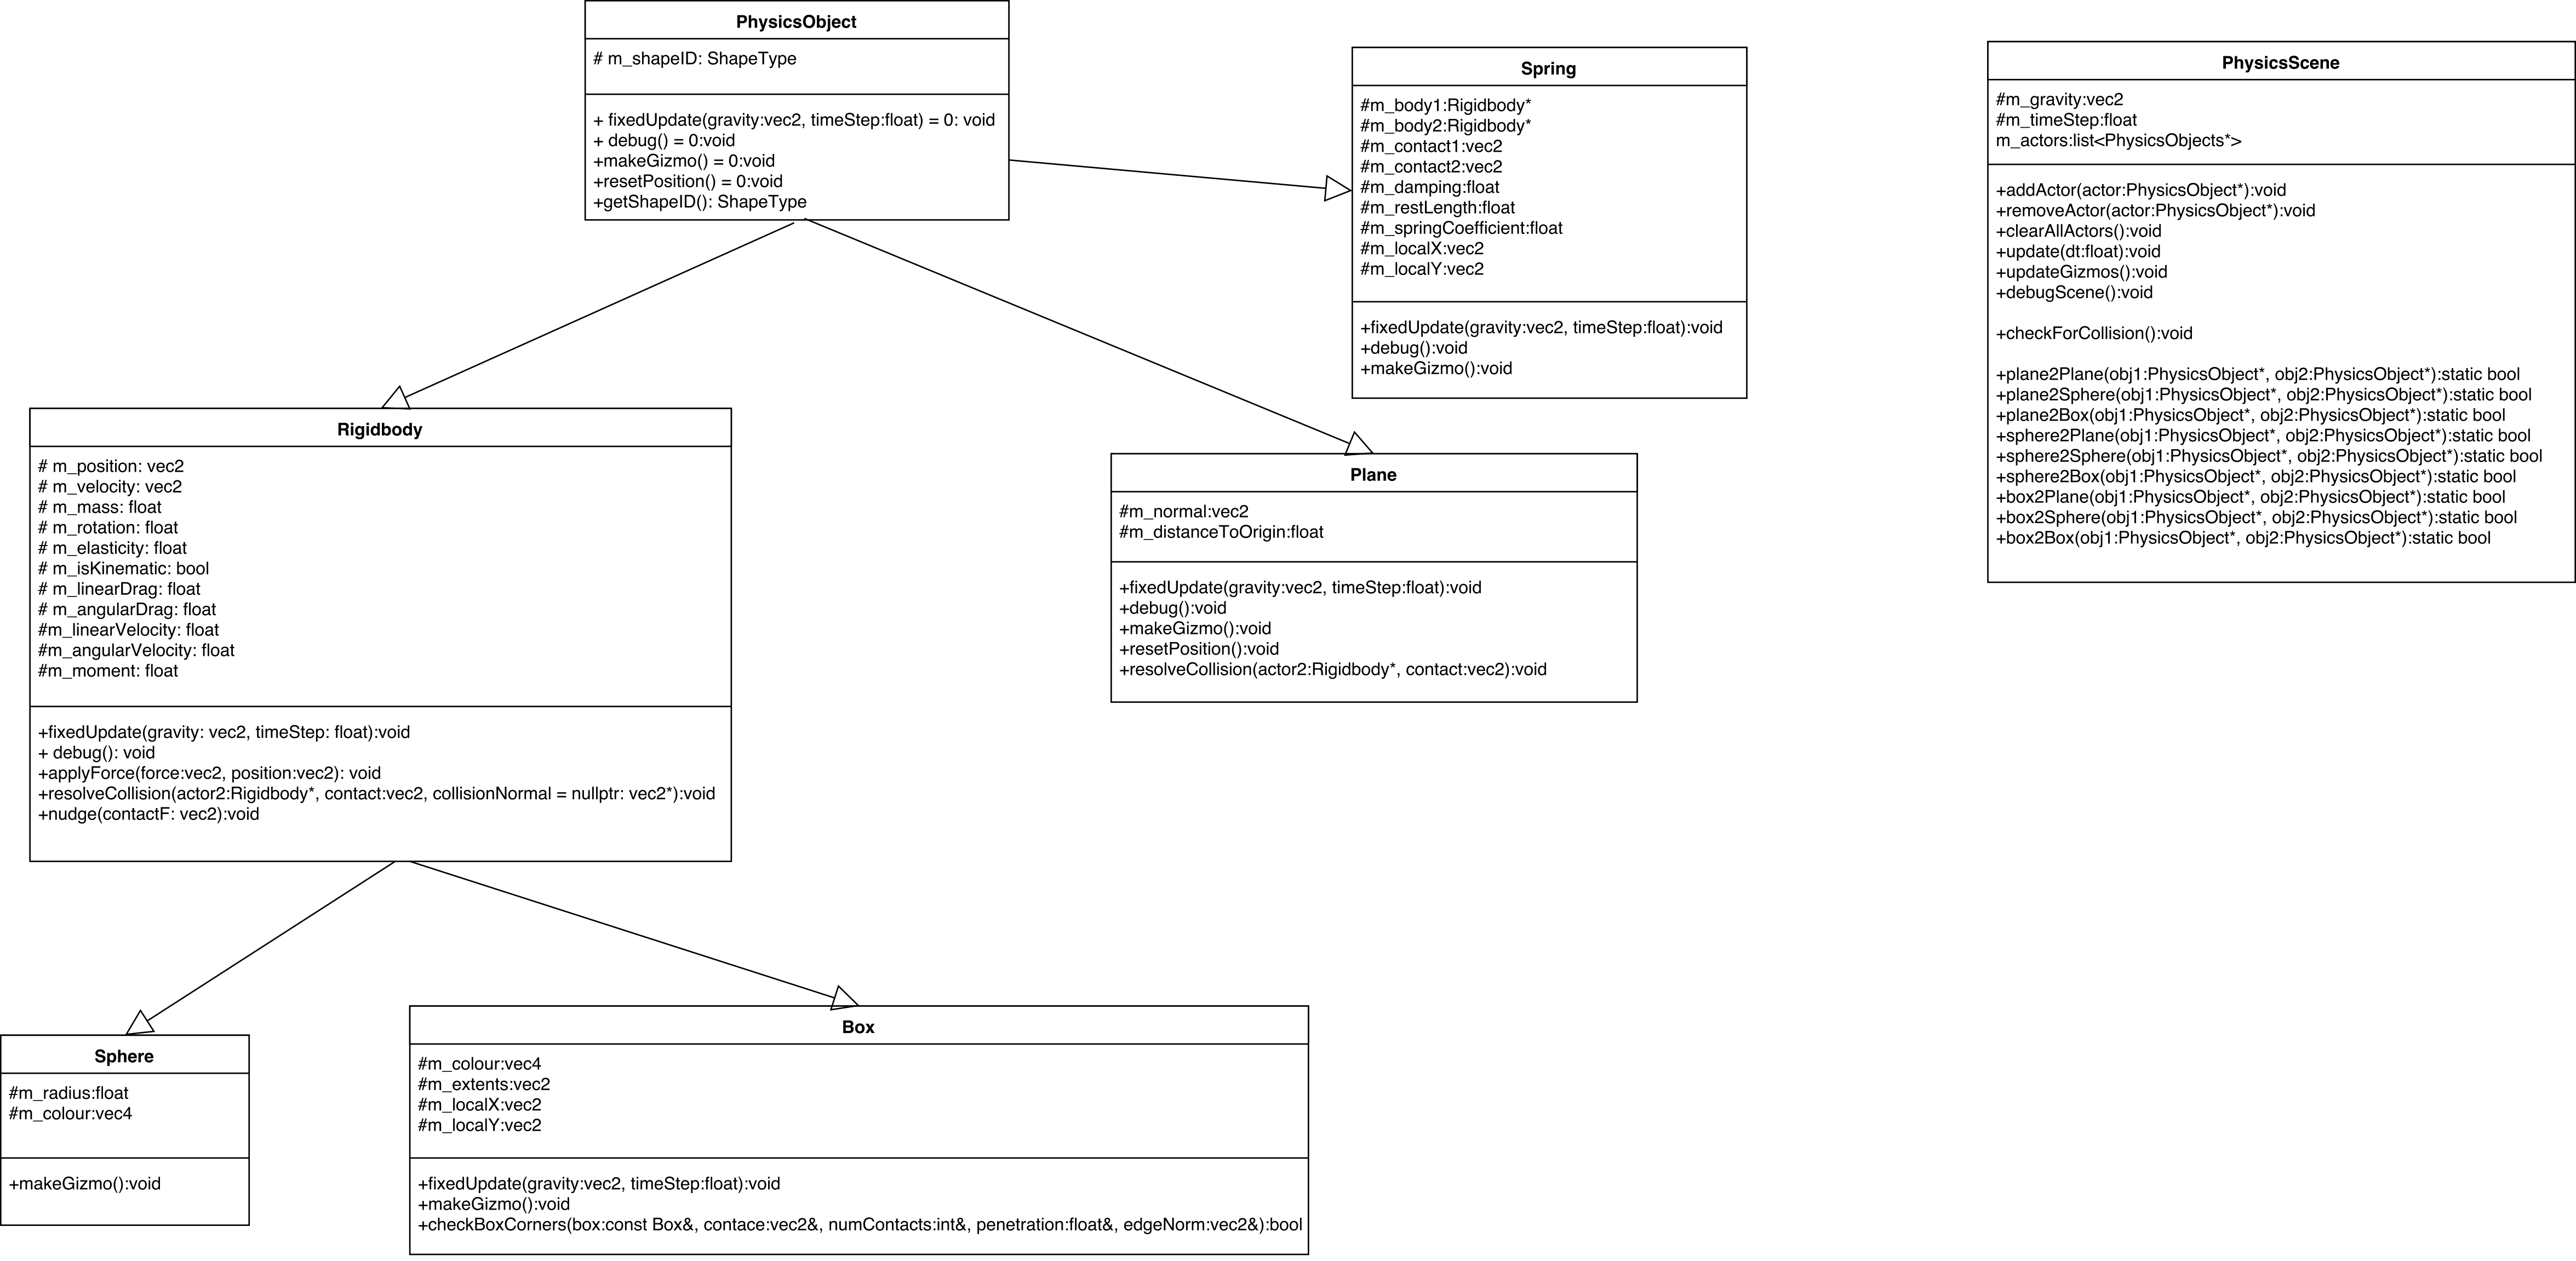 PhysicsObject
# m_shapeID: ShapeType
+ fixedUpdate(gravity:vec2, timeStep:float) = 0: void
+ debug() = 0:void
+makeGizmo() = 0:void
+resetPosition() = 0:void
+getShapeID(): ShapeType
Spring
#m_body1:Rigidbody*
#m_body2:Rigidbody*
#m_contact1:vec2
#m_contact2:vec2
#m_damping:float
#m_restLength:float
#m_springCoefficient:float
#m_localX:vec2
#m_localY:vec2
+fixedUpdate(gravity:vec2, timeStep:float):void
+debug():void
+makeGizmo():void
PhysicsScene
#m_gravity:vec2
#m_timeStep:float
m_actors:list<PhysicsObjects*>
+addActor(actor:PhysicsObject*):void
+removeActor(actor:PhysicsObject*):void
+clearAllActors():void
+update(dt:float):void
+updateGizmos():void
+debugScene():void
+checkForCollision():void
+plane2Plane(obj1:PhysicsObject*, obj2:PhysicsObject*):static bool
+plane2Sphere(obj1:PhysicsObject*, obj2:PhysicsObject*):static bool
+plane2Box(obj1:PhysicsObject*, obj2:PhysicsObject*):static bool
+sphere2Plane(obj1:PhysicsObject*, obj2:PhysicsObject*):static bool
+sphere2Sphere(obj1:PhysicsObject*, obj2:PhysicsObject*):static bool
+sphere2Box(obj1:PhysicsObject*, obj2:PhysicsObject*):static bool
+box2Plane(obj1:PhysicsObject*, obj2:PhysicsObject*):static bool
+box2Sphere(obj1:PhysicsObject*, obj2:PhysicsObject*):static bool
+box2Box(obj1:PhysicsObject*, obj2:PhysicsObject*):static bool
Rigidbody
# m_position: vec2
# m_velocity: vec2
# m_mass: float
# m_rotation: float
# m_elasticity: float
# m_isKinematic: bool
# m_linearDrag: float
# m_angularDrag: float
#m_linearVelocity: float
#m_angularVelocity: float
#m_moment: float
+fixedUpdate(gravity: vec2, timeStep: float):void
+ debug(): void
+applyForce(force:vec2, position:vec2): void
+resolveCollision(actor2:Rigidbody*, contact:vec2, collisionNormal = nullptr: vec2*):void
+nudge(contactF: vec2):void
Plane
#m_normal:vec2
#m_distanceToOrigin:float
+fixedUpdate(gravity:vec2, timeStep:float):void
+debug():void
+makeGizmo():void
+resetPosition():void
+resolveCollision(actor2:Rigidbody*, contact:vec2):void
Sphere
#m_radius:float
#m_colour:vec4
+makeGizmo():void
Box
#m_colour:vec4
#m_extents:vec2
#m_localX:vec2
#m_localY:vec2
+fixedUpdate(gravity:vec2, timeStep:float):void
+makeGizmo():void
+checkBoxCorners(box:const Box&, contace:vec2&, numContacts:int&, penetration:float&, edgeNorm:vec2&):bool